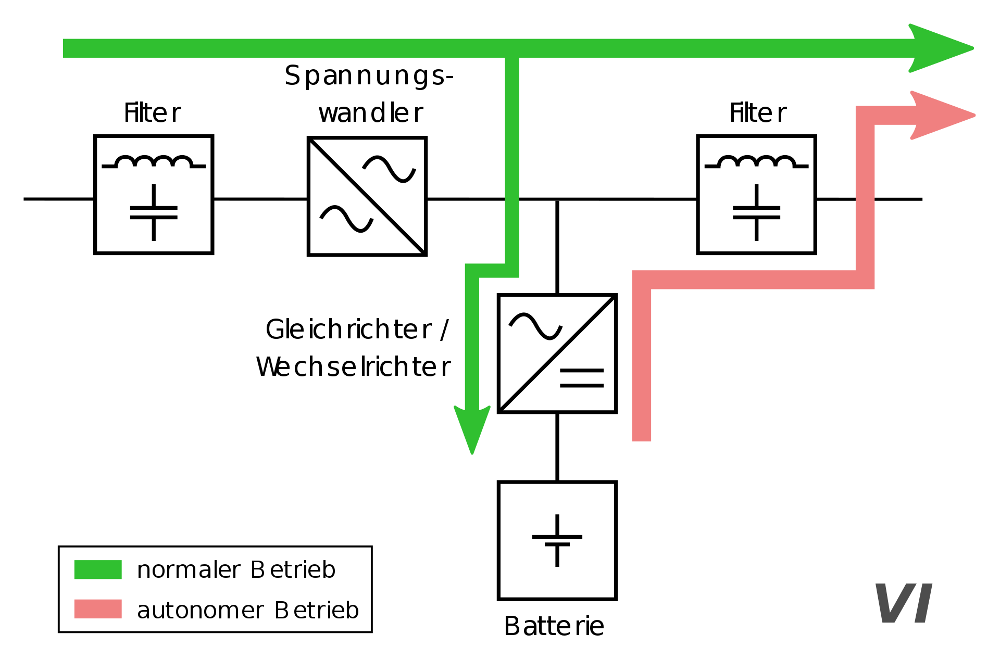 Spannungs-
wandler
Filter
Filter
Gleichrichter /
Wechselrichter
normaler Betrieb
autonomer Betrieb
Batterie
VI